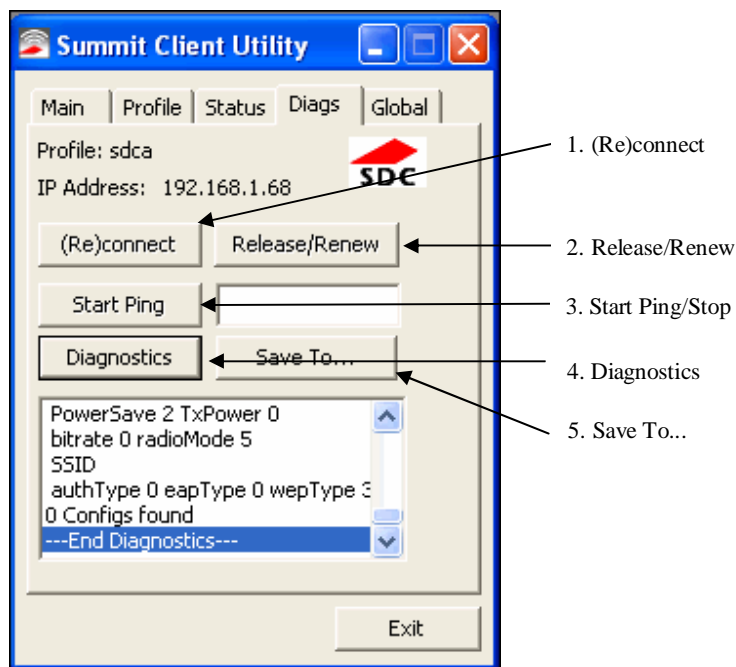 Summit Client Utility
Main Profile Status Diags Global
Profile: sdca
IP Address: 192.168.1.68
SDC
(Re)connect Release/Renew
Start Ping
Diagnostics Save To...
PowerSave 2 TxPower 0
bitrate 0 radioMode 5
SSID
authType 0 eapType 0 wepType 3
0 Configs found
---End Diagnostics---
Exit
1. (Re)connect
2. Release/Renew
3. Start Ping/Stop
4. Diagnostics
5. Save To...